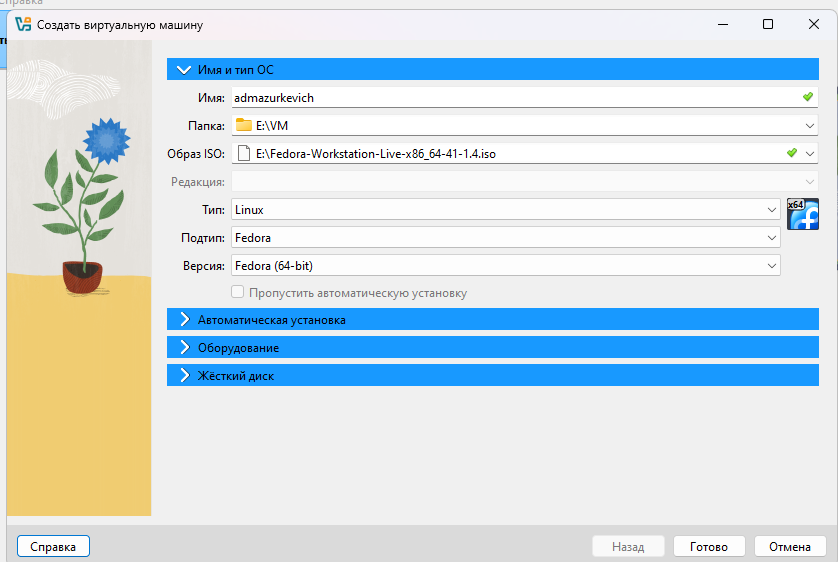 Справка
Создать виртуальную машину
Имя и тип ОС
Имя: admazurkevich
Папка: E:\VM
Образ ISO: E:\Fedora-Workstation-Live-x86_64-41-1.4.iso
Редакция:
Тип: Linux
x64
Подтип: Fedora
Версия: Fedora (64-bit)
Пропустить автоматическую установку
Автоматическая установка
Оборудование
Жёсткий диск
Справка Назад Готово Отмена